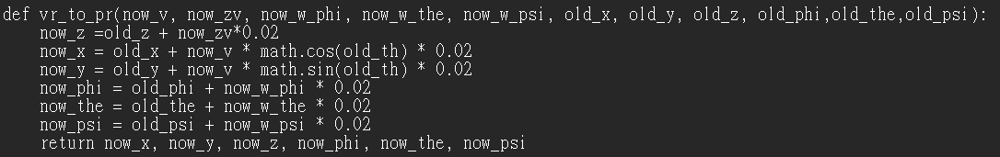 def vr_to_pr(now_v, now_zv, now_w_phi, now_w_the, now_w_psi, old_x, old_y, old_z, old_phi,old_the,old_psi):
    now_z =old_z + now_zv*0.02
    now_x = old_x + now_v * math.cos(old_th) * 0.02
    now_y = old_y + now_v * math.sin(old_th) * 0.02
    now_phi = old_phi + now_w_phi * 0.02
    now_the = old_the + now_w_the * 0.02
    now_psi = old_psi + now_w_psi * 0.02
    return now_x, now_y, now_z, now_phi, now_the, now_psi